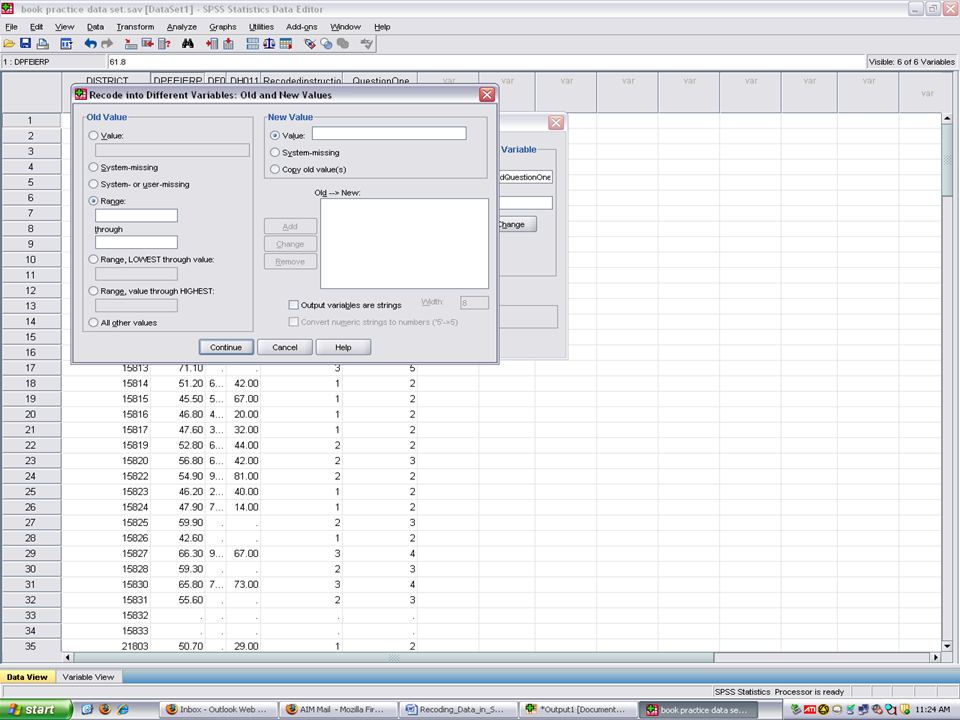 book practice data set.sav [DataSet1] - SPSS Statistics Data Editor
File Edit View Data Transform Analyze Graphs Utilities Add-ons Window Help
1 : DPFEIERP 61.8 Visible: 6 of 6 Variables
DISTRICT DPFEIERP DF0 DH011 Recodedinstructio QuestionOne var var var var var var var var var
Recode into Different Variables: Old and New Values
Old Value
Value:
System-missing
System- or user-missing
Range:
through
Range, LOWEST through value:
Range, value through HIGHEST:
All other values
New Value
Value:
System-missing
Copy old value(s)
Old --> New:
Add
Change
Remove
Output variables are strings Width: 8
Convert numeric strings to numbers ('5'->5)
Continue Cancel Help
Variable
dQuestionOne
Change
1
2
3
4
5
6
7
8
9
10
11
12
13
14
15
16
17 15813 71.10 . . 3 5
18 15814 51.20 6... 42.00 1 2
19 15815 45.50 6... 67.00 1 2
20 15816 46.80 4... 20.00 1 2
21 15817 47.60 3... 32.00 1 2
22 15819 52.80 6... 44.00 2 2
23 15820 56.80 6... 42.00 2 3
24 15822 54.90 9... 81.00 2 2
25 15823 46.20 2... 40.00 1 2
26 15824 47.90 7... 14.00 1 2
27 15825 59.90 . . 2 3
28 15826 42.60 . . 1 2
29 15827 66.30 9... 67.00 3 4
30 15828 59.30 . . 2 3
31 15830 65.80 7... 73.00 3 4
32 15831 55.60 . . 2 3
33 15832 . . . . .
34 15833 . . . . .
35 21803 50.70 . 29.00 1 2
Data View Variable View
SPSS Statistics Processor is ready
start Inbox - Outlook Web ... AIM Mail - Mozilla Fir... Recoding_Data_in_S... *Output1 [Document... book practice data se... ATI 11:24 AM